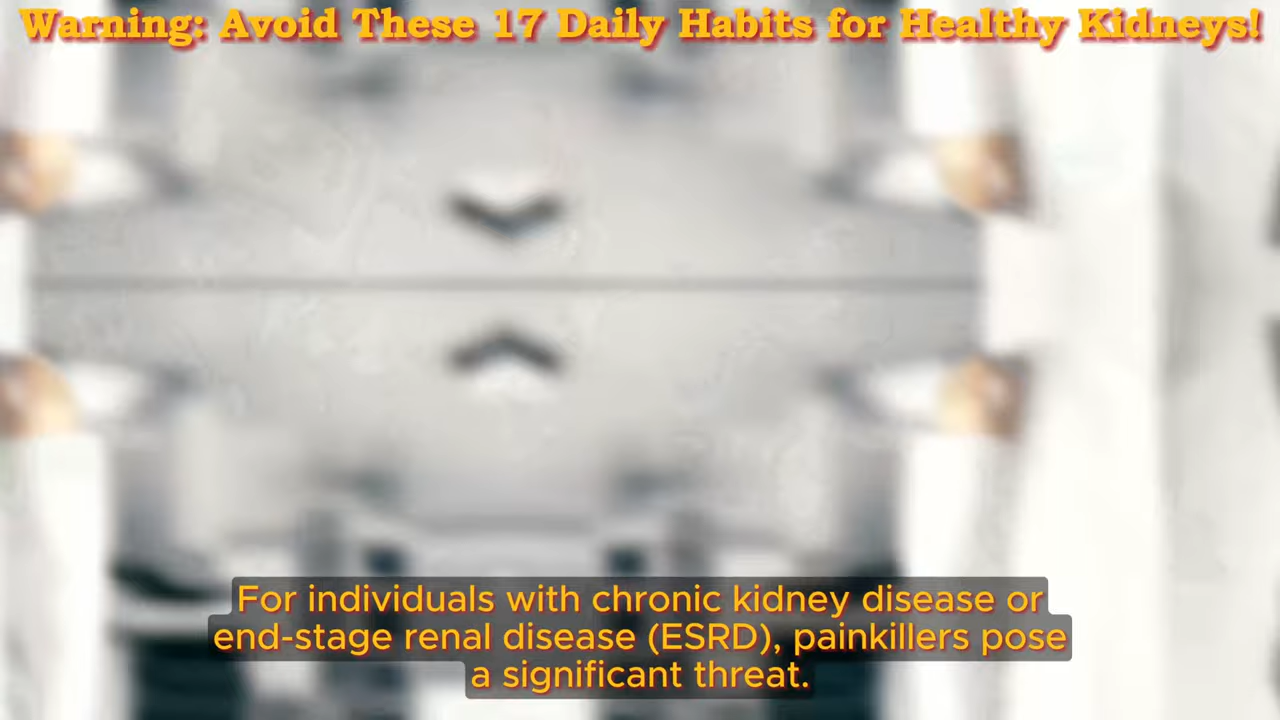 Warning: Avoid These 17 Daily Habits for Healthy Kidneys!
For individuals with chronic kidney disease or
end-stage renal disease (ESRD), painkillers pose
a significant threat.